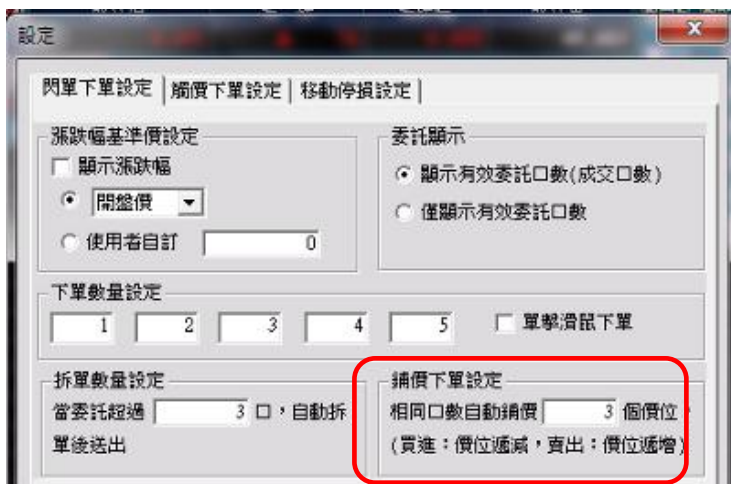 設定
閃單下單設定 觸價下單設定 移動停損設定
漲跌幅基準價設定
顯示漲跌幅
開盤價
使用者自訂 0
委託顯示
顯示有效委託口數(成交口數)
僅顯示有效委託口數
下單數量設定
1 2 3 4 5 單擊滑鼠下單
拆單數量設定
當委託超過 3 口,自動拆
單後送出
鋪價下單設定
相同口數自動鋪價 3 個價位,
(買進:價位遞減,賣出:價位遞增)